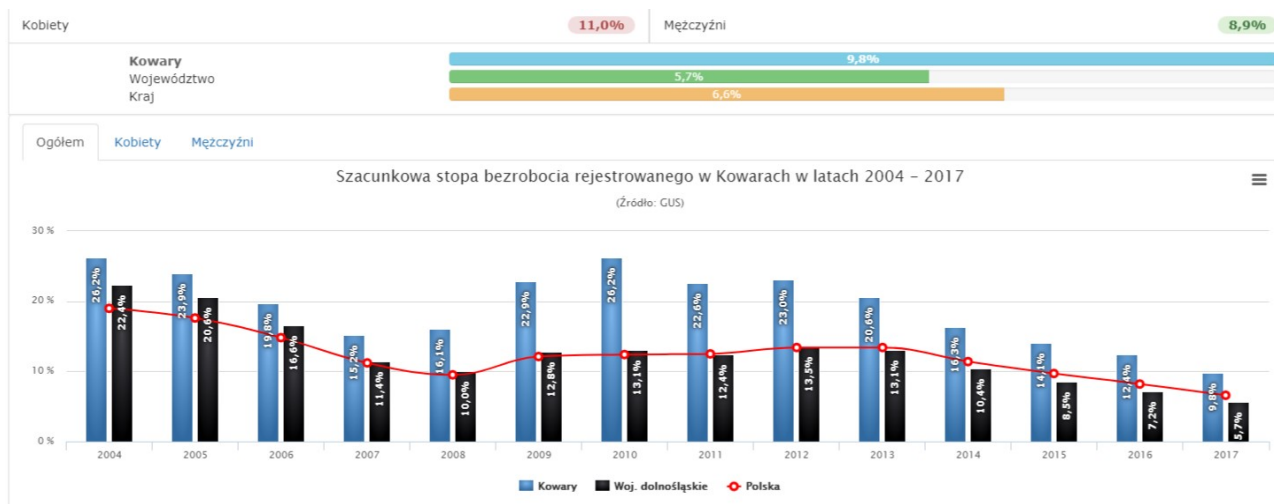 Kobiety 11,0% Mężczyźni 8,9%
Kowary 9,8%
Województwo 5,7%
Kraj 6,6%
Ogółem Kobiety Mężczyźni
Szacunkowa stopa bezrobocia rejestrowanego w Kowarach w latach 2004 – 2017
(Źródło: GUS)
30 %
20 %
10 %
0 %
26,2% 22,4% 23,9% 20,6% 19,8% 16,6% 15,2% 11,4% 16,1% 10,0% 22,9% 12,8% 26,2% 13,1% 22,6% 12,4% 23,0% 13,5% 20,6% 13,1% 16,3% 10,4% 14,1% 8,5% 12,4% 7,2% 9,8% 5,7%
2004 2005 2006 2007 2008 2009 2010 2011 2012 2013 2014 2015 2016 2017
Kowary Woj. dolnośląskie Polska